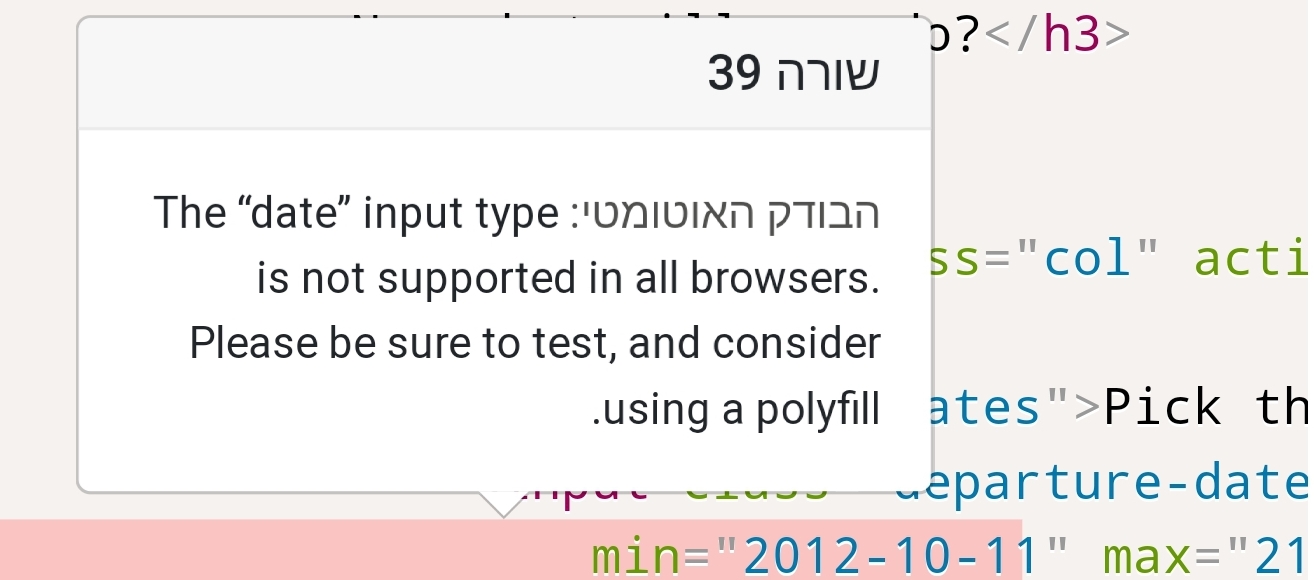 o?</h3>
שורה 39
הבודק האוטומטי: The “date” input type
is not supported in all browsers.
Please be sure to test, and consider
using a polyfill.
ss="col" acti
ates">Pick th
input class departure-date
min="2012-10-11" max="21